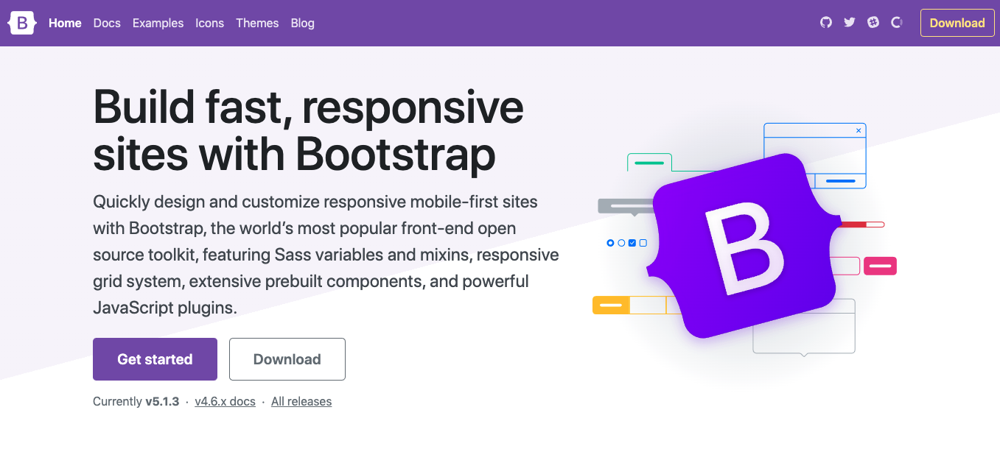 B Home Docs Examples Icons Themes Blog Download
Build fast, responsive
sites with Bootstrap
Quickly design and customize responsive mobile-first sites
with Bootstrap, the world’s most popular front-end open
source toolkit, featuring Sass variables and mixins, responsive
grid system, extensive prebuilt components, and powerful
JavaScript plugins.
Get started Download
Currently v5.1.3 · v4.6.x docs · All releases
B